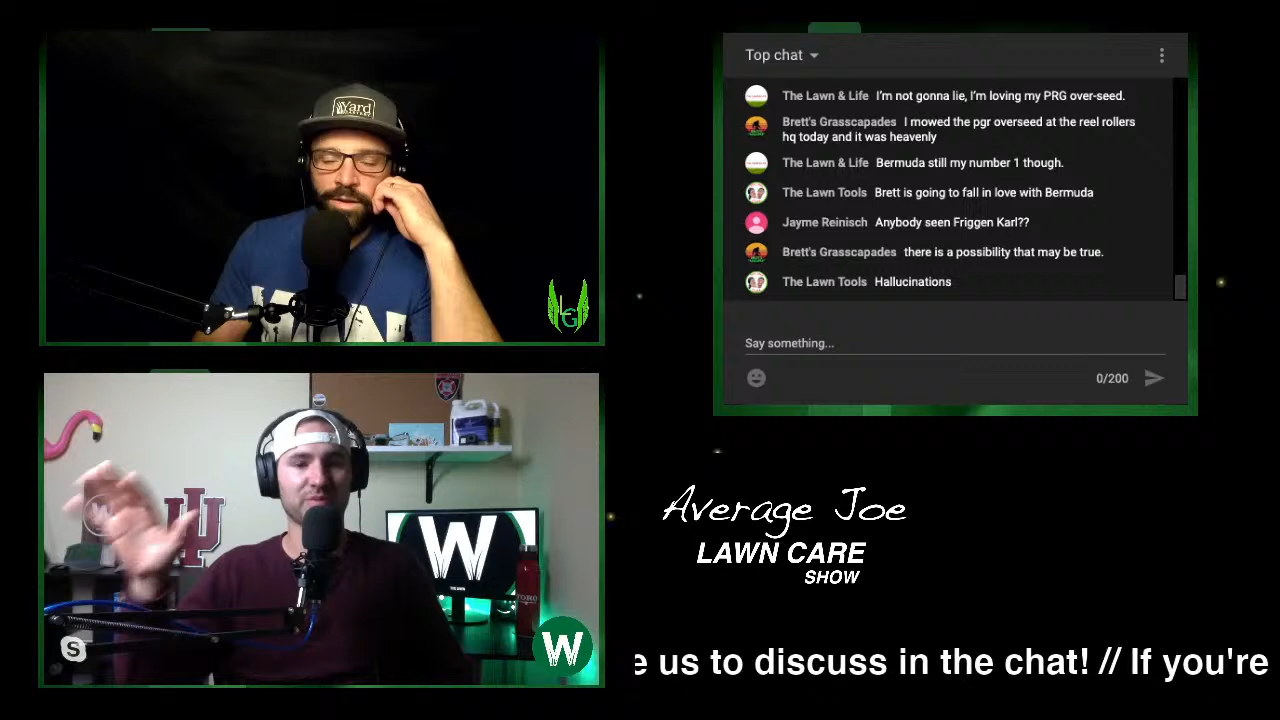 Yard
LG
Top chat
The Lawn & Life I'm not gonna lie, I'm loving my PRG over-seed.
Brett's Grasscapades I mowed the pgr overseed at the reel rollers
hq today and it was heavenly
The Lawn & Life Bermuda still my number 1 though.
The Lawn Tools Brett is going to fall in love with Bermuda
Jayme Reinisch Anybody seen Friggen Karl??
Brett's Grasscapades there is a possibility that may be true.
The Lawn Tools Hallucinations
Say something...
0/200
W
IU
W
TORO
S
W
Average Joe
LAWN CARE
SHOW
e us to discuss in the chat! // If you're